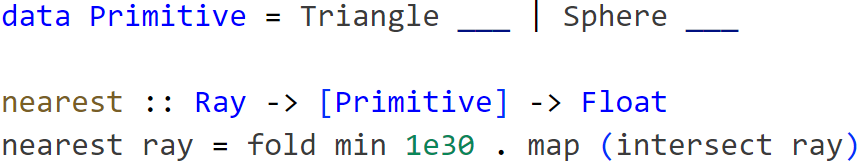 data Primitive = Triangle ___ | Sphere ___
nearest :: Ray -> [Primitive] -> Float
nearest ray = fold min 1e30 . map (intersect ray)